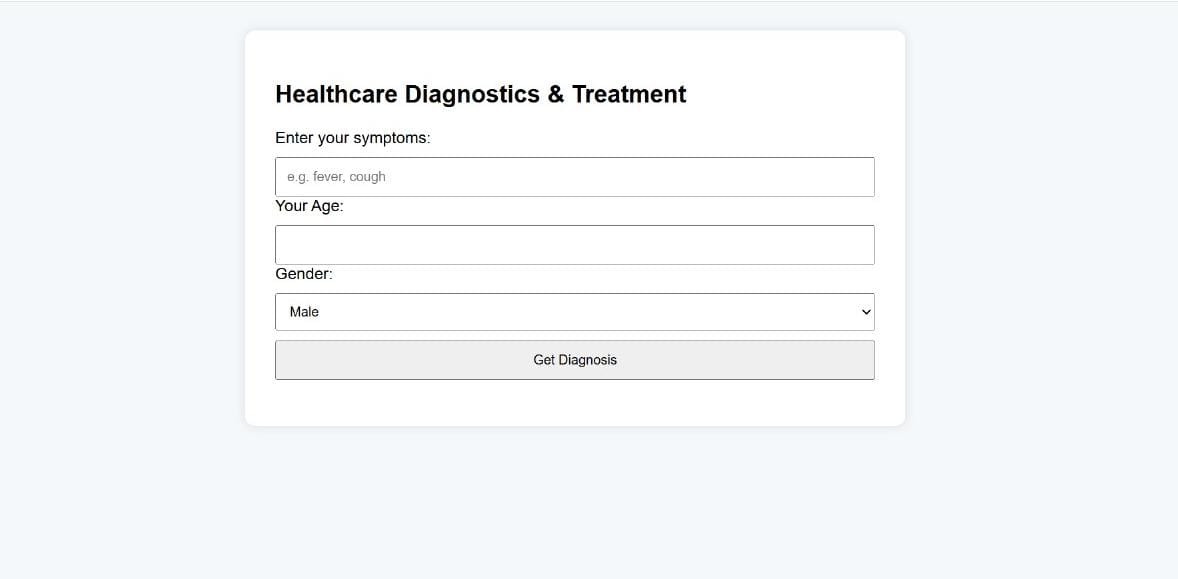 Healthcare Diagnostics & Treatment
Enter your symptoms:
e.g. fever, cough
Your Age:
Gender:
Male
Get Diagnosis